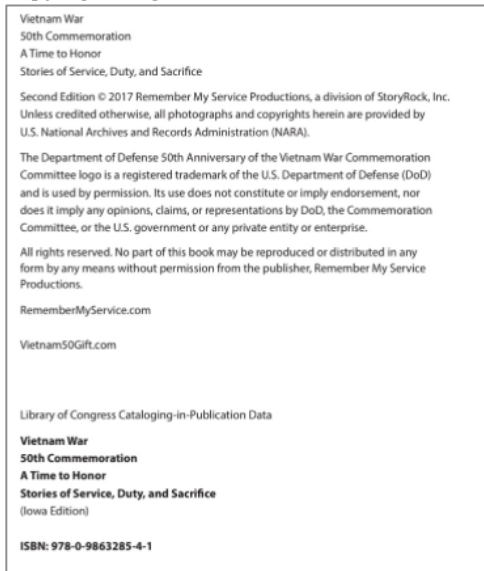 Vietnam War
50th Commemoration
A Time to Honor
Stories of Service, Duty, and Sacrifice
Second Edition © 2017 Remember My Service Productions, a division of StoryRock, Inc.
Unless credited otherwise, all photographs and copyrights herein are provided by
U.S. National Archives and Records Administration (NARA).
The Department of Defense 50th Anniversary of the Vietnam War Commemoration
Committee logo is a registered trademark of the U.S. Department of Defense (DoD)
and is used by permission. Its use does not constitute or imply endorsement, nor
does it imply any opinions, claims, or representations by DoD, the Commemoration
Committee, or the U.S. government or any private entity or enterprise.
All rights reserved. No part of this book may be reproduced or distributed in any
form by any means without permission from the publisher, Remember My Service
Productions.
RememberMyService.com
Vietnam50Gift.com
Library of Congress Cataloging-in-Publication Data
Vietnam War
50th Commemoration
A Time to Honor
Stories of Service, Duty, and Sacrifice
(Iowa Edition)
ISBN: 978-0-9863285-4-1